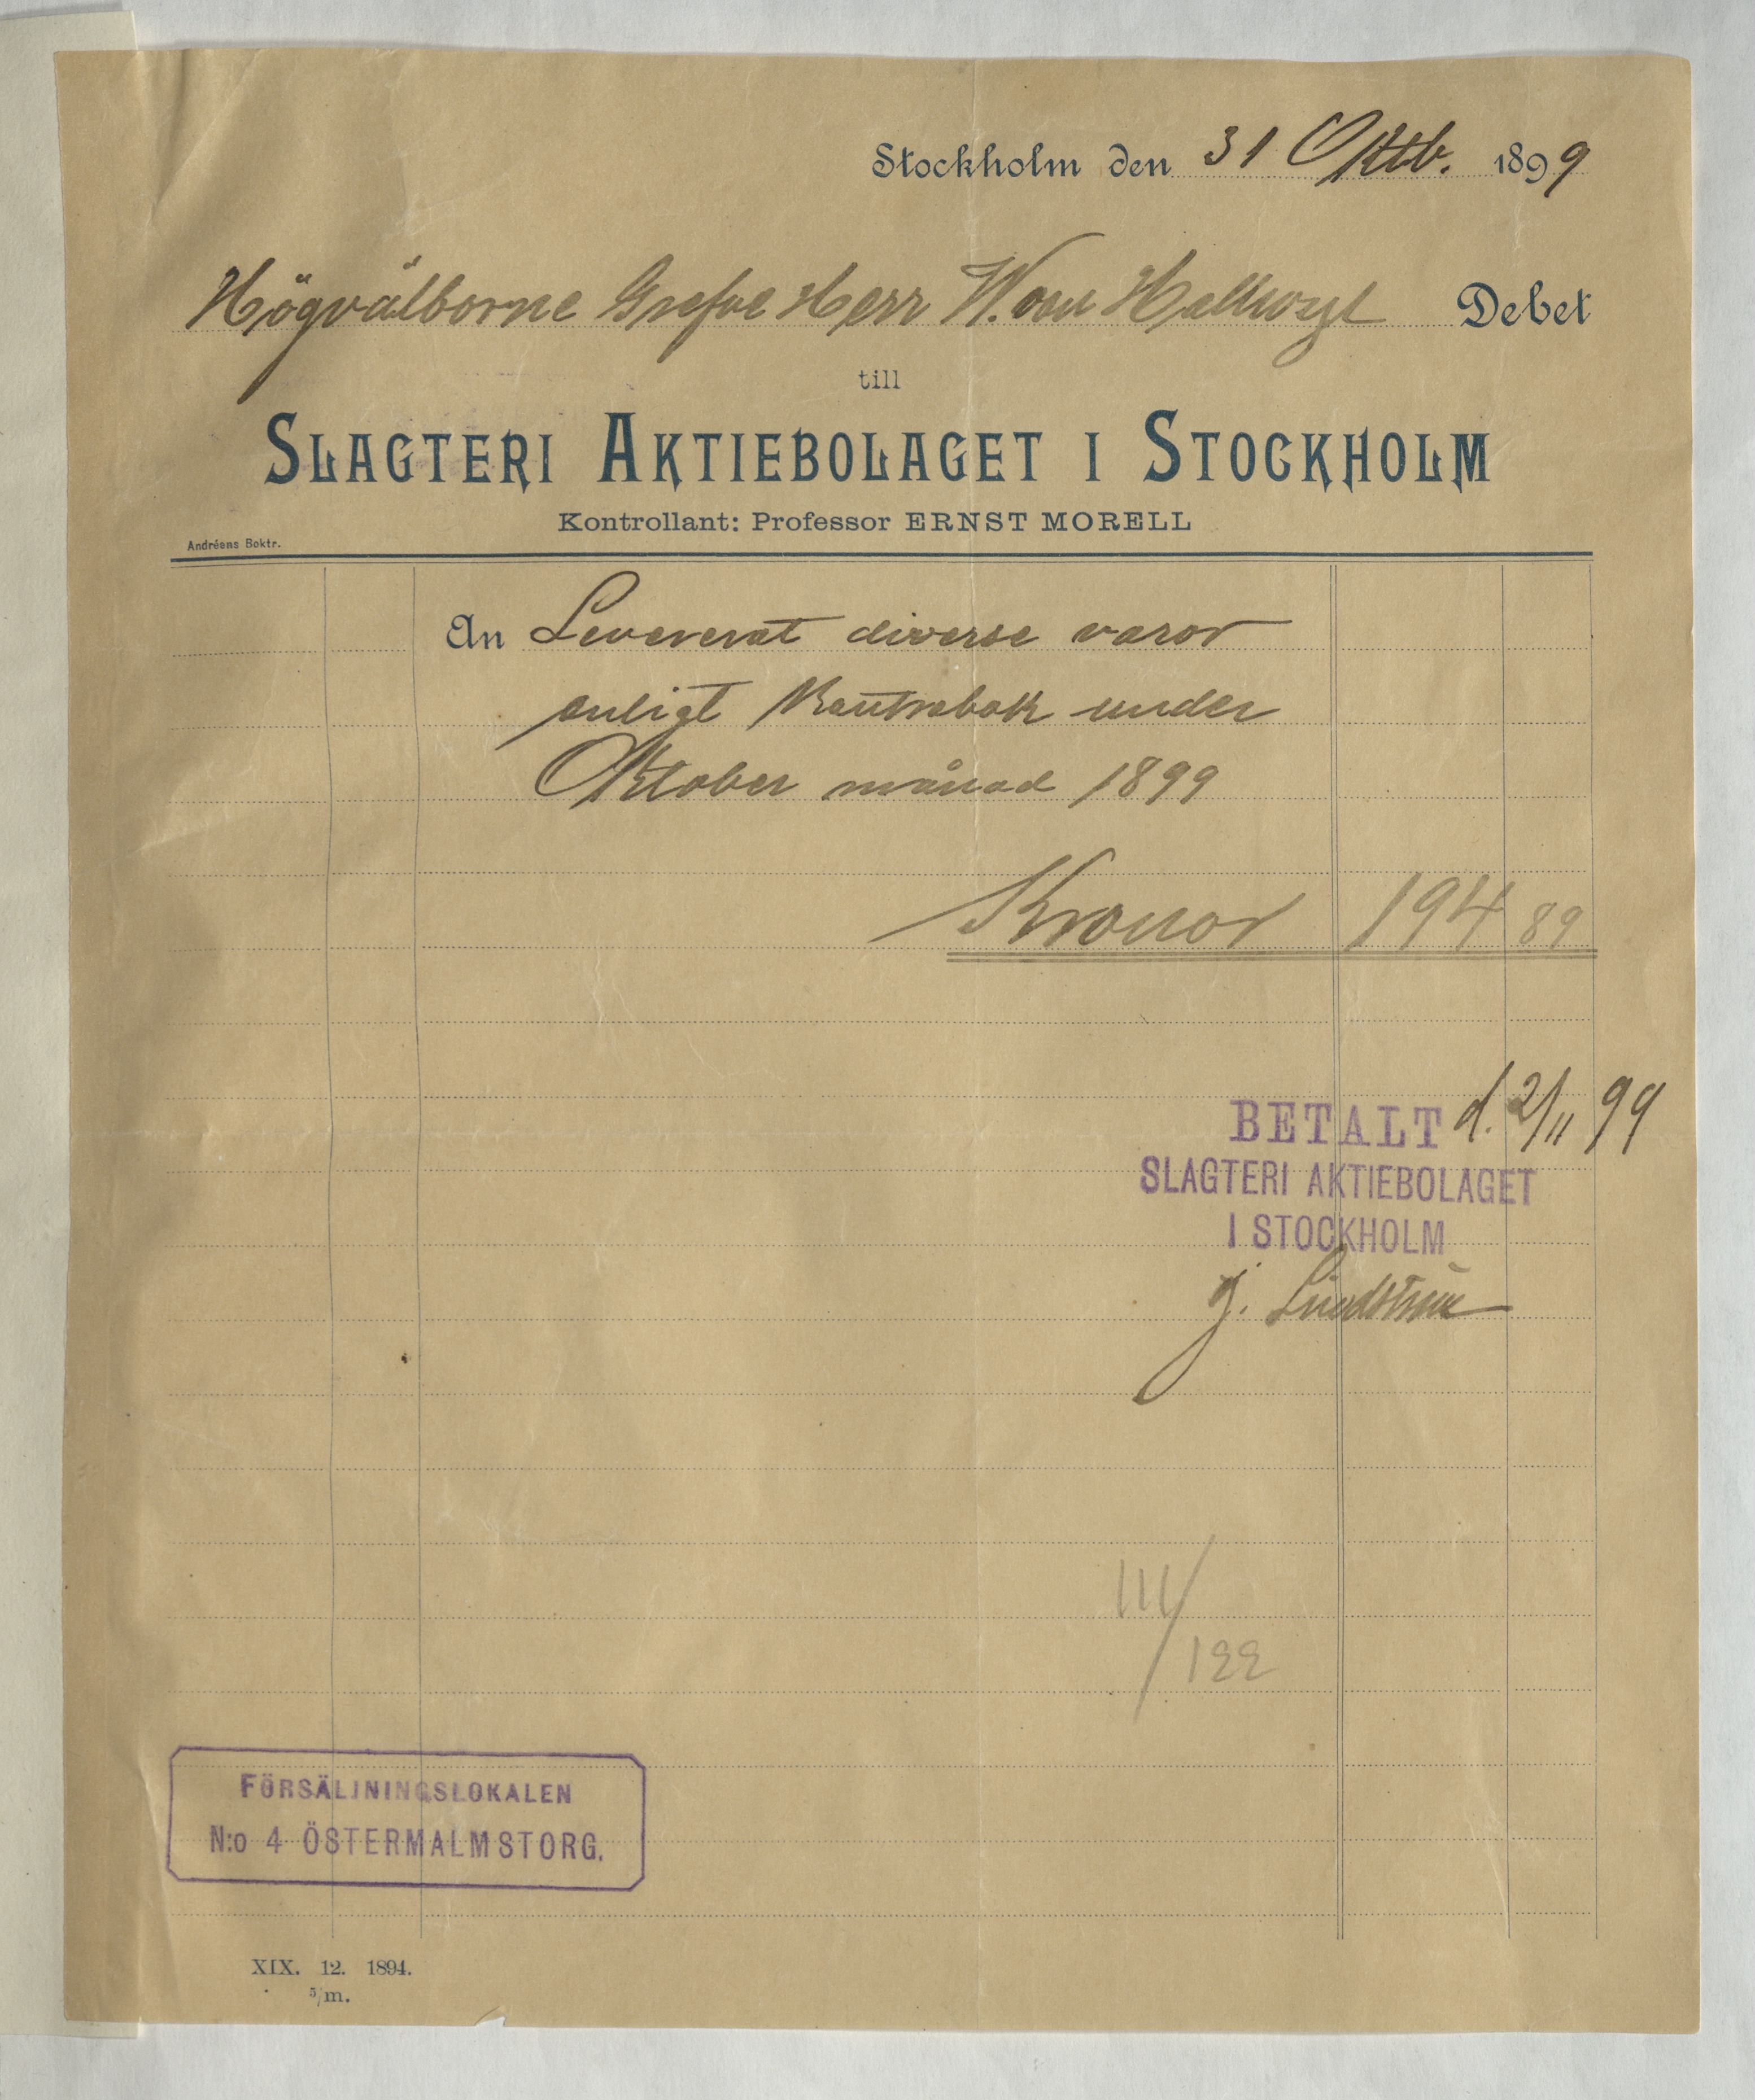 Stockholm den 31 Oktb. 1899
Högvälborne Grefve Herr W. von Hallwyl Debet
till
SLAGTERI AKTIEBOLAGET I STOCKHOLM
Kontrollant: Professor ERNST MORELL
Andréens Boktr.
An Levererat diverse varor
enligt Kontrabok under
Oktober månad 1899
Kronor 194 89
BETALT d. 2/11 99
SLAGTERI AKTIEBOLAGET
I STOCKHOLM
J. Lindström
111/122
FÖRSÄLJNINGSLOKALEN
N:o 4 ÖSTERMALMSTORG.
XIX. 12. 1894.
5/m.